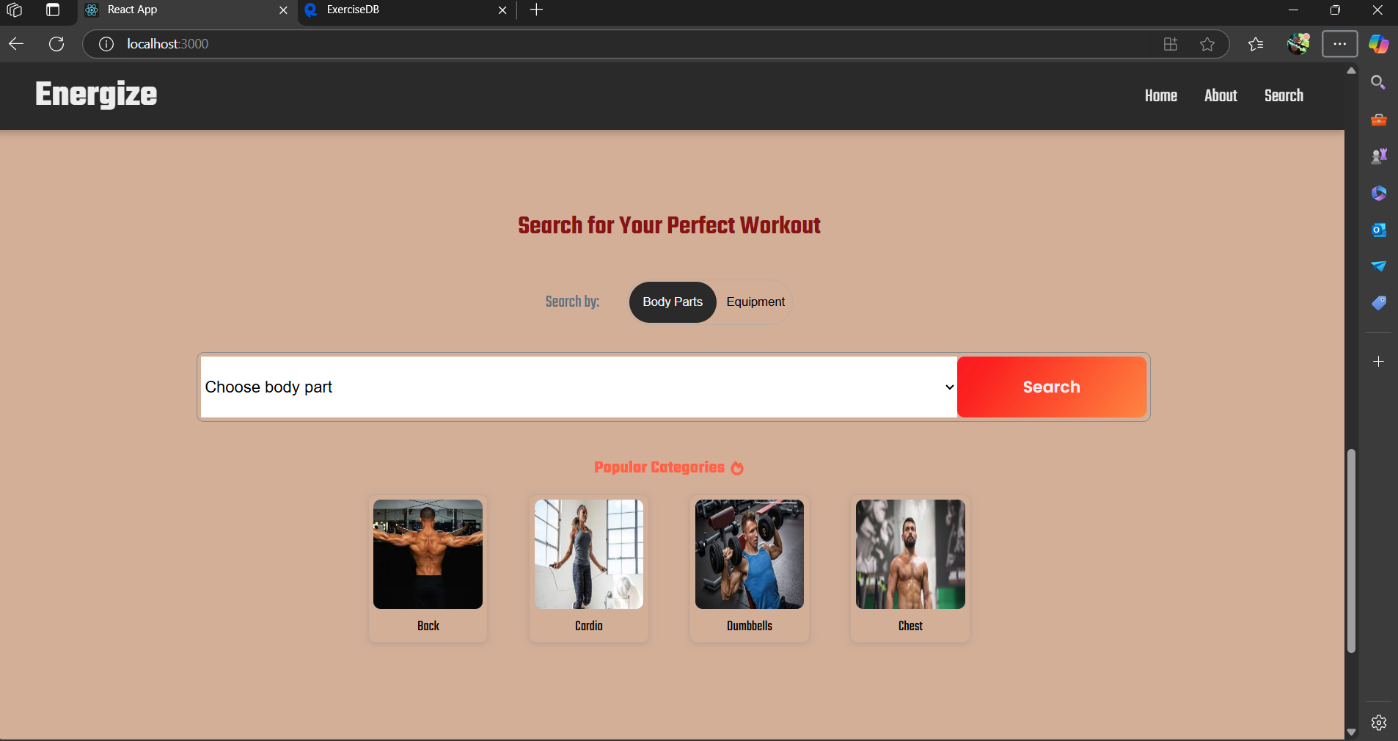 React App
ExerciseDB
localhost:3000
Energize
Home About Search
Search for Your Perfect Workout
Search by: Body Parts Equipment
Choose body part Search
Popular Categories
Back Cardio Dumbbells Chest